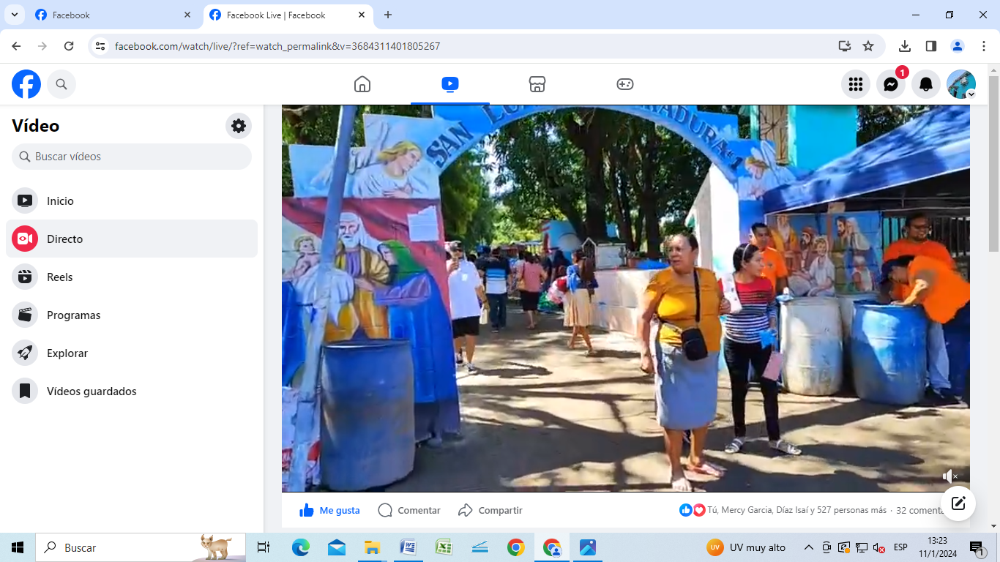 Facebook
Facebook Live | Facebook
facebook.com/watch/live/?ref=watch_permalink&v=3684311401805267
1
Vídeo
Buscar vídeos
Inicio
Directo
Reels
Programas
Explorar
Vídeos guardados
SAN
Me gusta
Comentar
Compartir
Tú, Mercy Garcia, Díaz Isaí y 527 personas más · 32 comenta
Buscar
UV
UV muy alto
ESP
13:23
11/1/2024
1